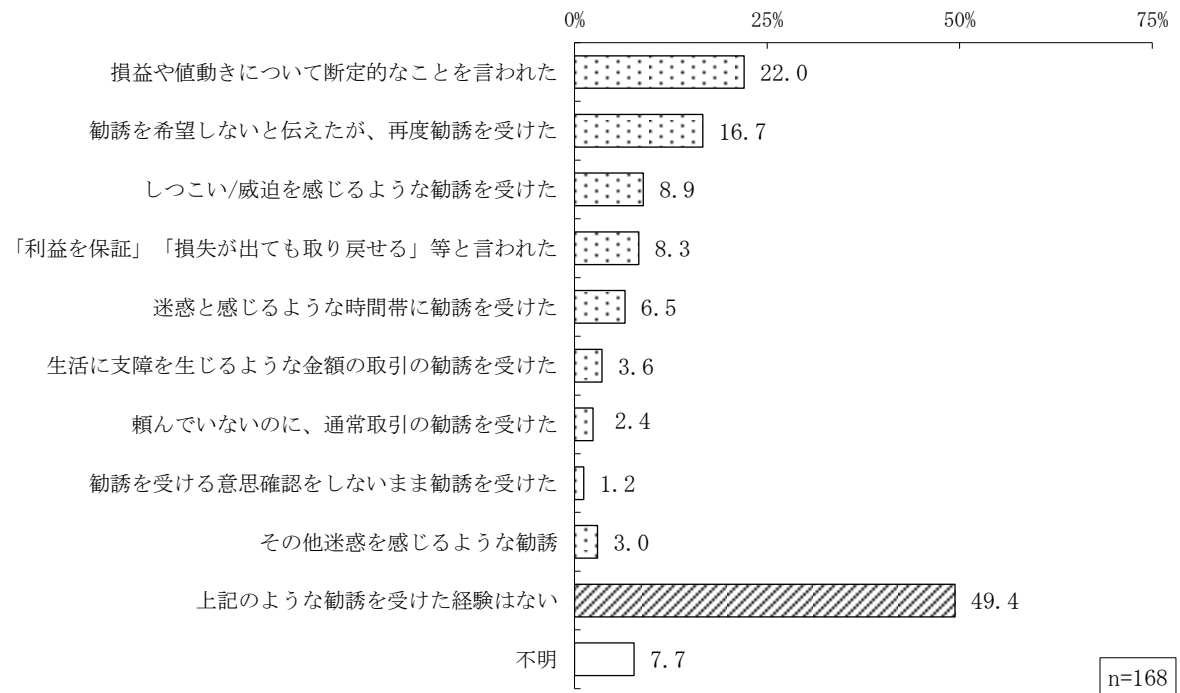 0% 25% 50% 75%
損益や値動きについて断定的なことを言われた 22.0
勧誘を希望しないと伝えたが、再度勧誘を受けた 16.7
しつこい/威迫を感じるような勧誘を受けた 8.9
「利益を保証」「損失が出ても取り戻せる」等と言われた 8.3
迷惑と感じるような時間帯に勧誘を受けた 6.5
生活に支障を生じるような金額の取引の勧誘を受けた 3.6
頼んでいないのに、通常取引の勧誘を受けた 2.4
勧誘を受ける意思確認をしないまま勧誘を受けた 1.2
その他迷惑を感じるような勧誘 3.0
上記のような勧誘を受けた経験はない 49.4
不明 7.7
n=168